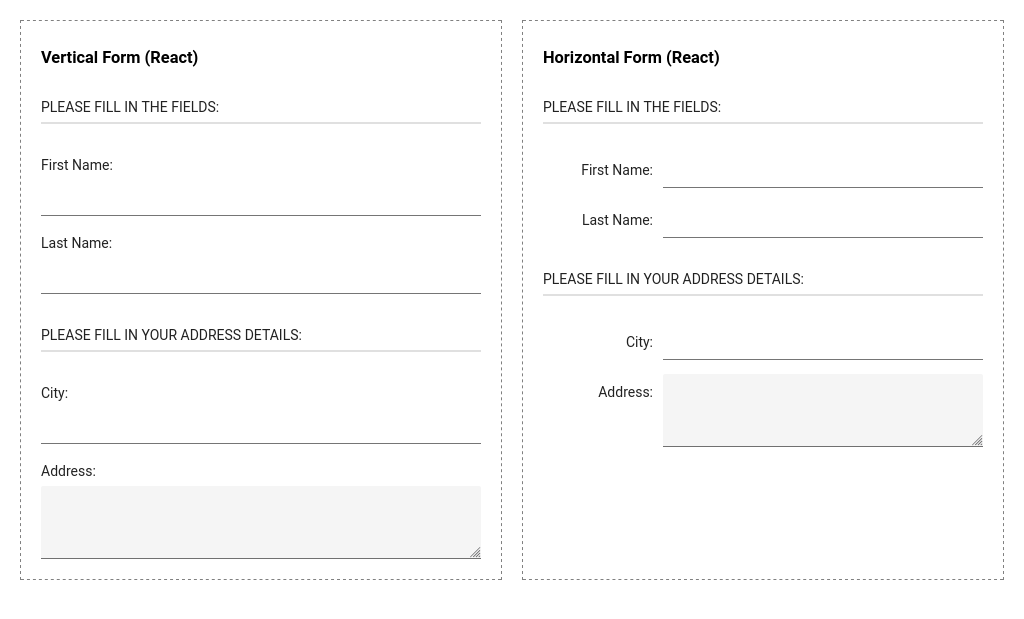 Vertical Form (React)
PLEASE FILL IN THE FIELDS:
First Name:
Last Name:
PLEASE FILL IN YOUR ADDRESS DETAILS:
City:
Address:
Horizontal Form (React)
PLEASE FILL IN THE FIELDS:
First Name:
Last Name:
PLEASE FILL IN YOUR ADDRESS DETAILS:
City:
Address: